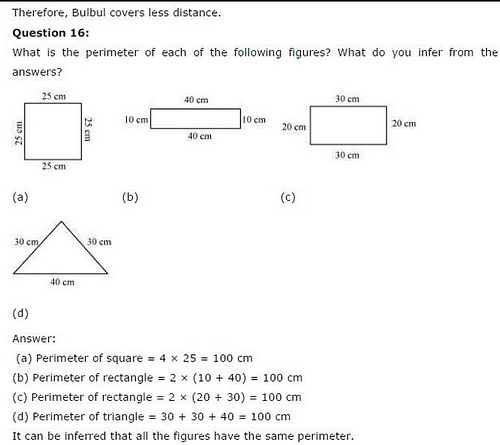 Therefore, Bulbul covers less distance.
Question 16:
What is the perimeter of each of the following figures? What do you infer from the
answers?
25 cm
25 cm
25 cm
25 cm
40 cm
10 cm
10 cm
40 cm
30 cm
20 cm
20 cm
30 cm
(a)
(b)
(c)
30 cm
30 cm
40 cm
(d)
Answer:
(a) Perimeter of square = 4 × 25 = 100 cm
(b) Perimeter of rectangle = 2 × (10 + 40) = 100 cm
(c) Perimeter of rectangle = 2 × (20 + 30) = 100 cm
(d) Perimeter of triangle = 30 + 30 + 40 = 100 cm
It can be inferred that all the figures have the same perimeter.